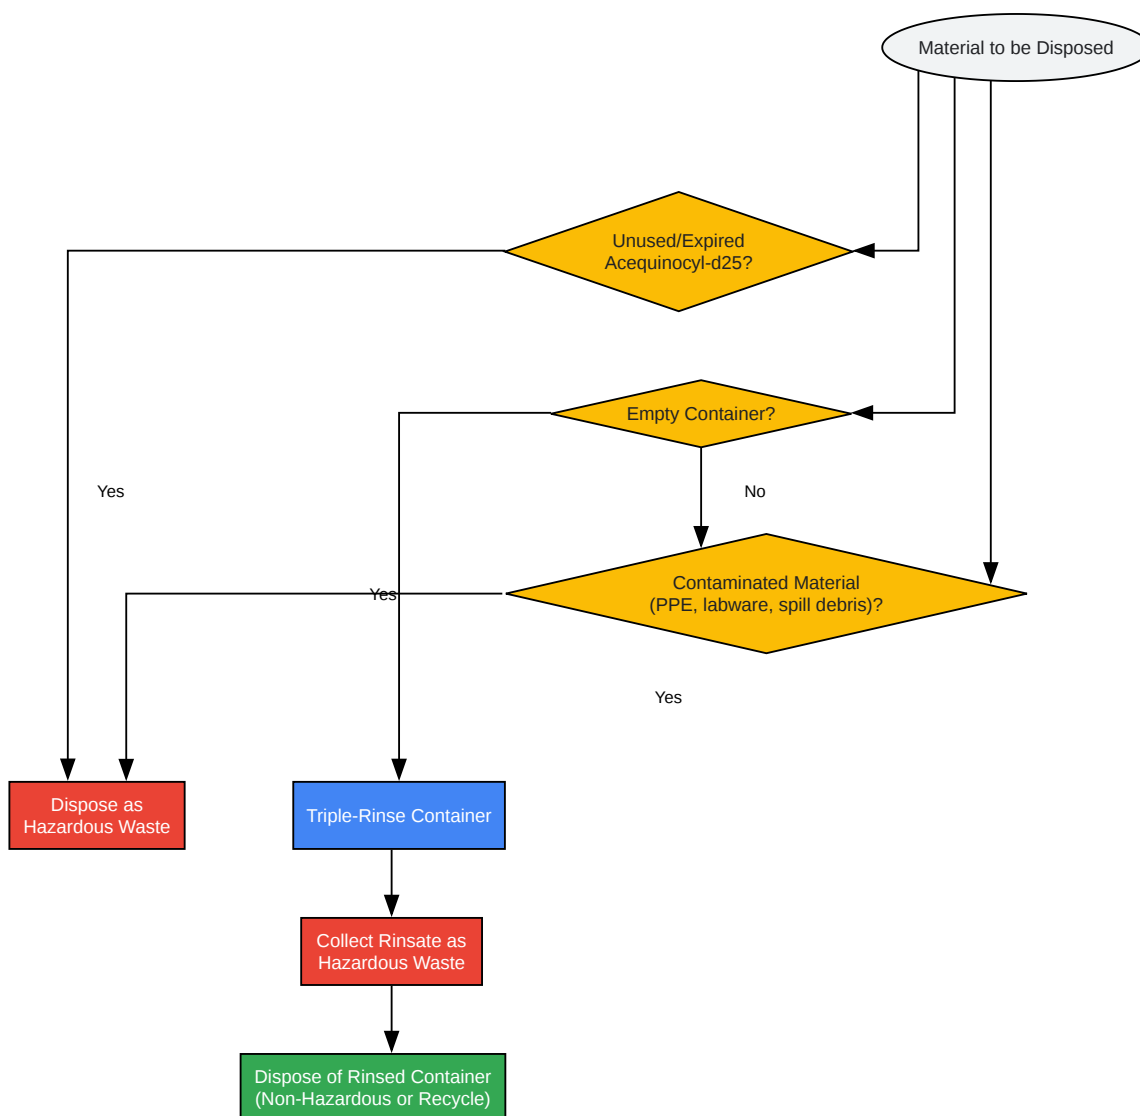 Material to be Disposed
Unused/Expired
Acequinocyl-d25?
Empty Container?
Yes
No
Contaminated Material
(PPE, labware, spill debris)?
Yes
Yes
Dispose as
Hazardous Waste
Triple-Rinse Container
Collect Rinsate as
Hazardous Waste
Dispose of Rinsed Container
(Non-Hazardous or Recycle)